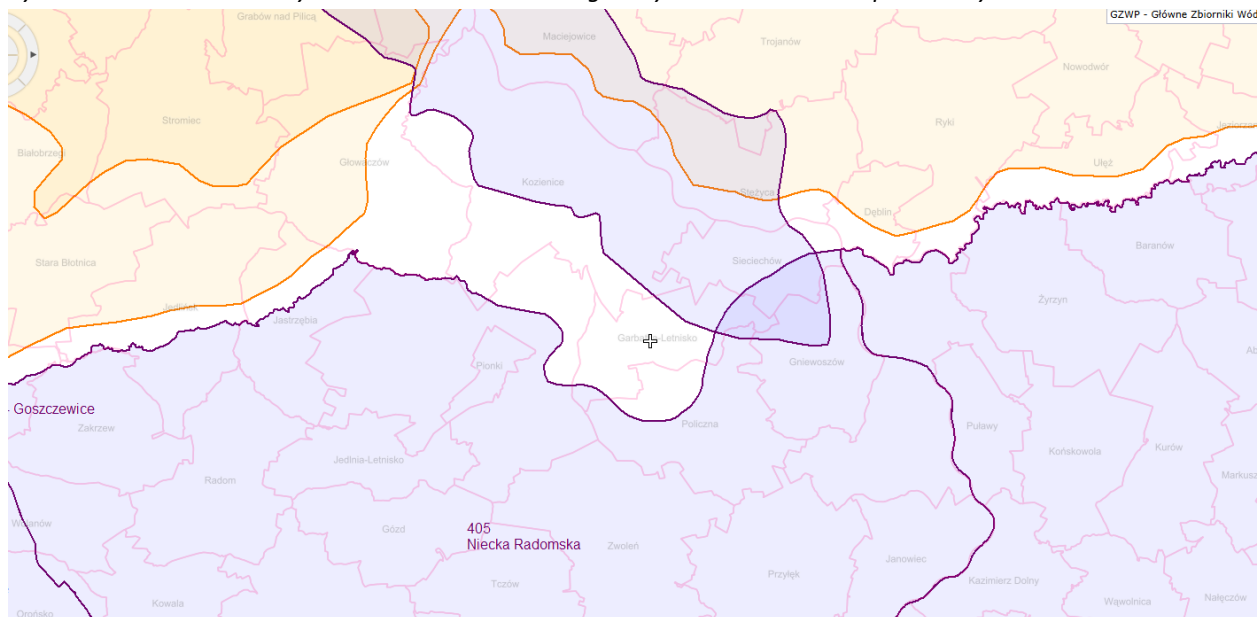 GZWP - Główne Zbiorniki Wód
Grabów nad Pilicą
Maciejowice
Trojanów
Nowodwór
Stromiec
Ryki
Białobrzegi
Głowaczów
Ułęż
Kozienice
Stężyca
Dęblin
Baranów
Stara Błotnica
Sieciechów
Żyrzyn
Jedlińsk
Jastrzębia
Garbatka-Letnisko
Pionki
Gniewoszów
- Goszczewice
Zakrzew
Policzna
Puławy
Końskowola
Kurów
Jedlnia-Letnisko
Radom
Markusz
Wolanów
Gózd
405
Niecka Radomska
Zwoleń
Janowiec
Przyłęk
Kazimierz Dolny
Tczów
Kowala
Wąwolnica
Nałęczów
Orońsko